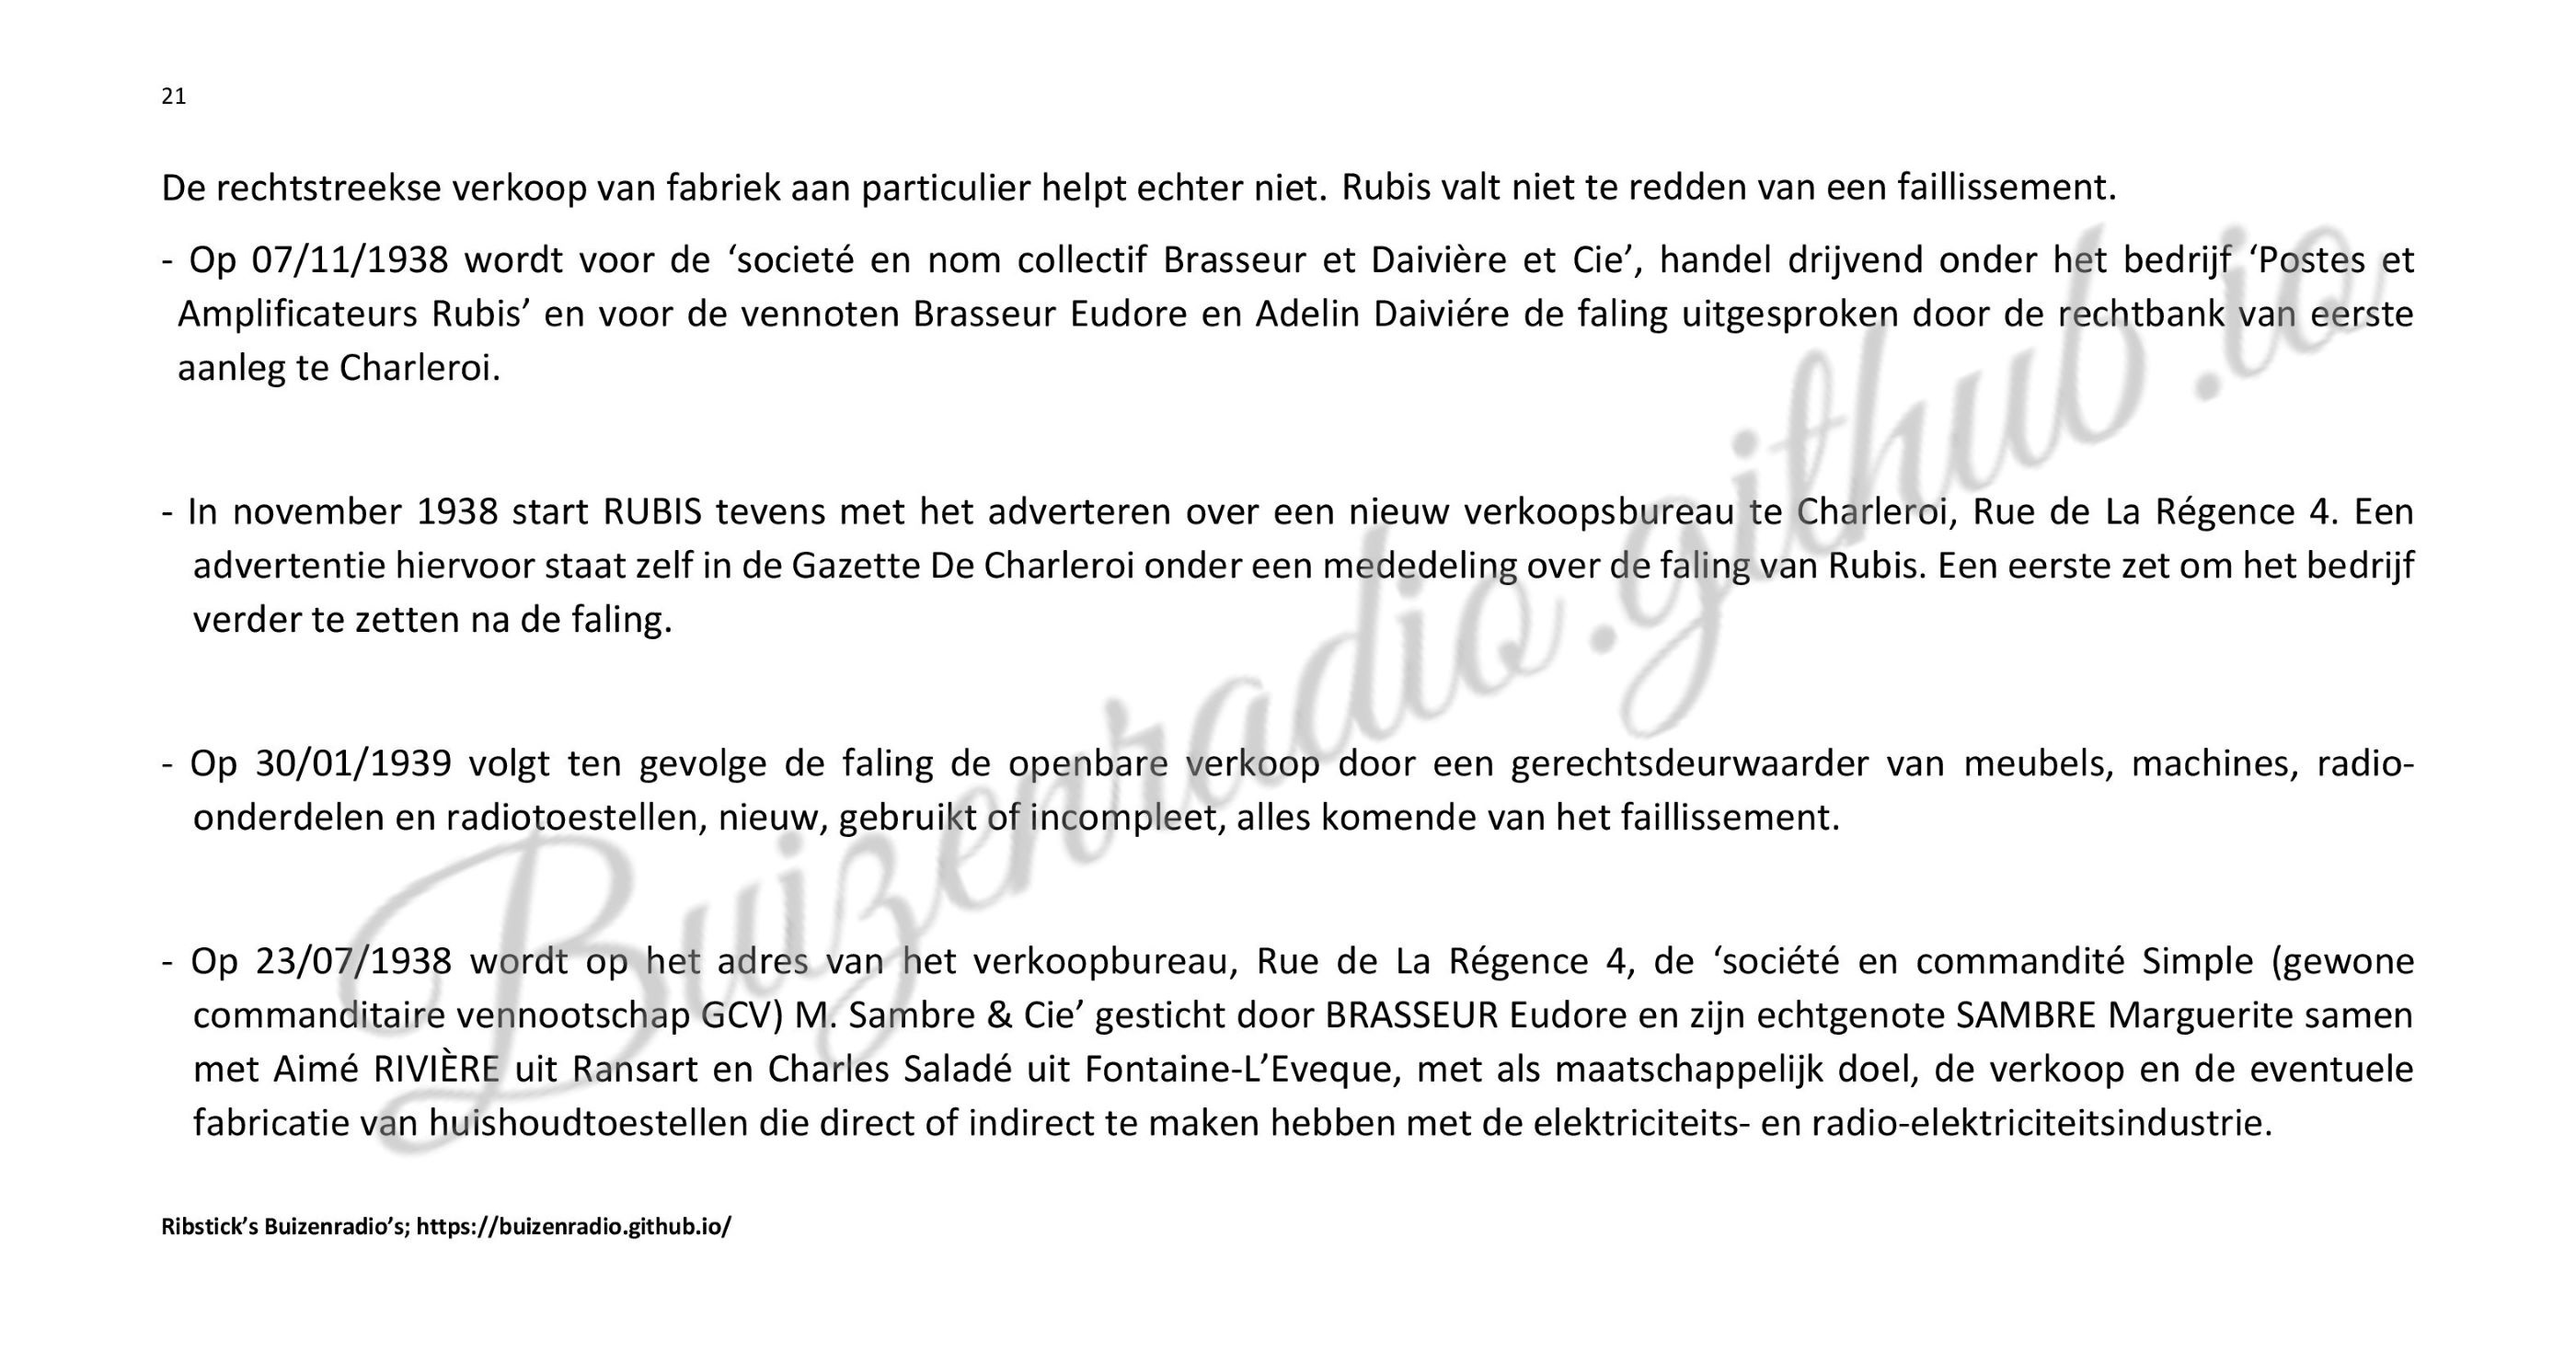 21
De rechtstreekse verkoop van fabriek aan particulier helpt echter niet. Rubis valt niet te redden van een faillissement.
- Op 07/11/1938 wordt voor de ‘societé en nom collectif Brasseur et Daivière et Cie’, handel drijvend onder het bedrijf ‘Postes et
Amplificateurs Rubis’ en voor de vennoten Brasseur Eudore en Adelin Daiviére de faling uitgesproken door de rechtbank van eerste
aanleg te Charleroi.
- In november 1938 start RUBIS tevens met het adverteren over een nieuw verkoopsbureau te Charleroi, Rue de La Régence 4. Een
advertentie hiervoor staat zelf in de Gazette De Charleroi onder een mededeling over de faling van Rubis. Een eerste zet om het bedrijf
verder te zetten na de faling.
- Op 30/01/1939 volgt ten gevolge de faling de openbare verkoop door een gerechtsdeurwaarder van meubels, machines, radio-
onderdelen en radiotoestellen, nieuw, gebruikt of incompleet, alles komende van het faillissement.
- Op 23/07/1938 wordt op het adres van het verkoopbureau, Rue de La Régence 4, de ‘société en commandité Simple (gewone
commanditaire vennootschap GCV) M. Sambre & Cie’ gesticht door BRASSEUR Eudore en zijn echtgenote SAMBRE Marguerite samen
met Aimé RIVIÈRE uit Ransart en Charles Saladé uit Fontaine-L’Eveque, met als maatschappelijk doel, de verkoop en de eventuele
fabricatie van huishoudtoestellen die direct of indirect te maken hebben met de elektriciteits- en radio-elektriciteitsindustrie.
Ribstick’s Buizenradio’s; https://buizenradio.github.io/
Buizenradio.github.io